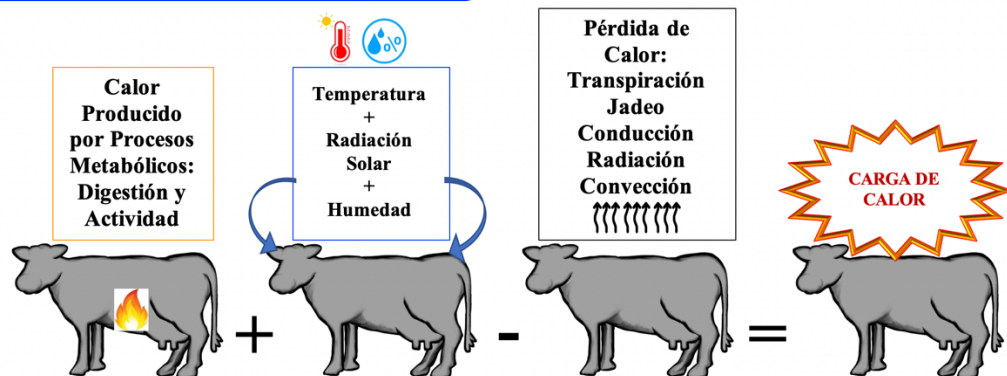 Calor
Producido
por Procesos
Metabólicos:
Digestión y
Actividad
%
Temperatura
+
Radiación
Solar
+
Humedad
Pérdida de
Calor:
Transpiración
Jadeo
Conducción
Radiación
Convección
CARGA DE
CALOR
+
-
=